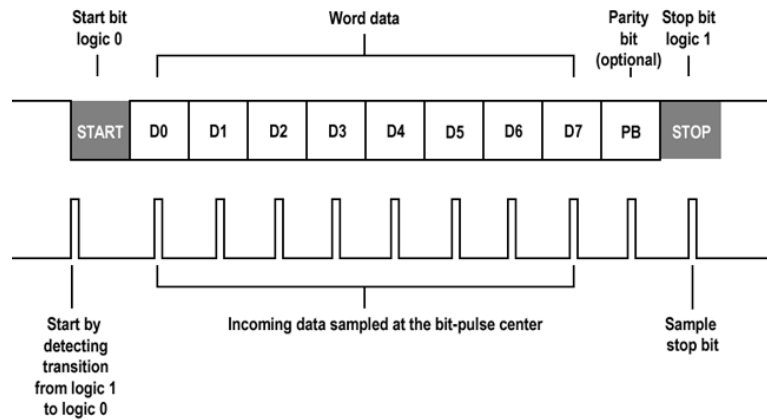 Start bit
logic 0
Word data
Parity
bit
(optional)
Stop bit
logic 1
START D0 D1 D2 D3 D4 D5 D6 D7 PB STOP
Start by
detecting
transition
from logic 1
to logic 0
Incoming data sampled at the bit-pulse center
Sample
stop bit